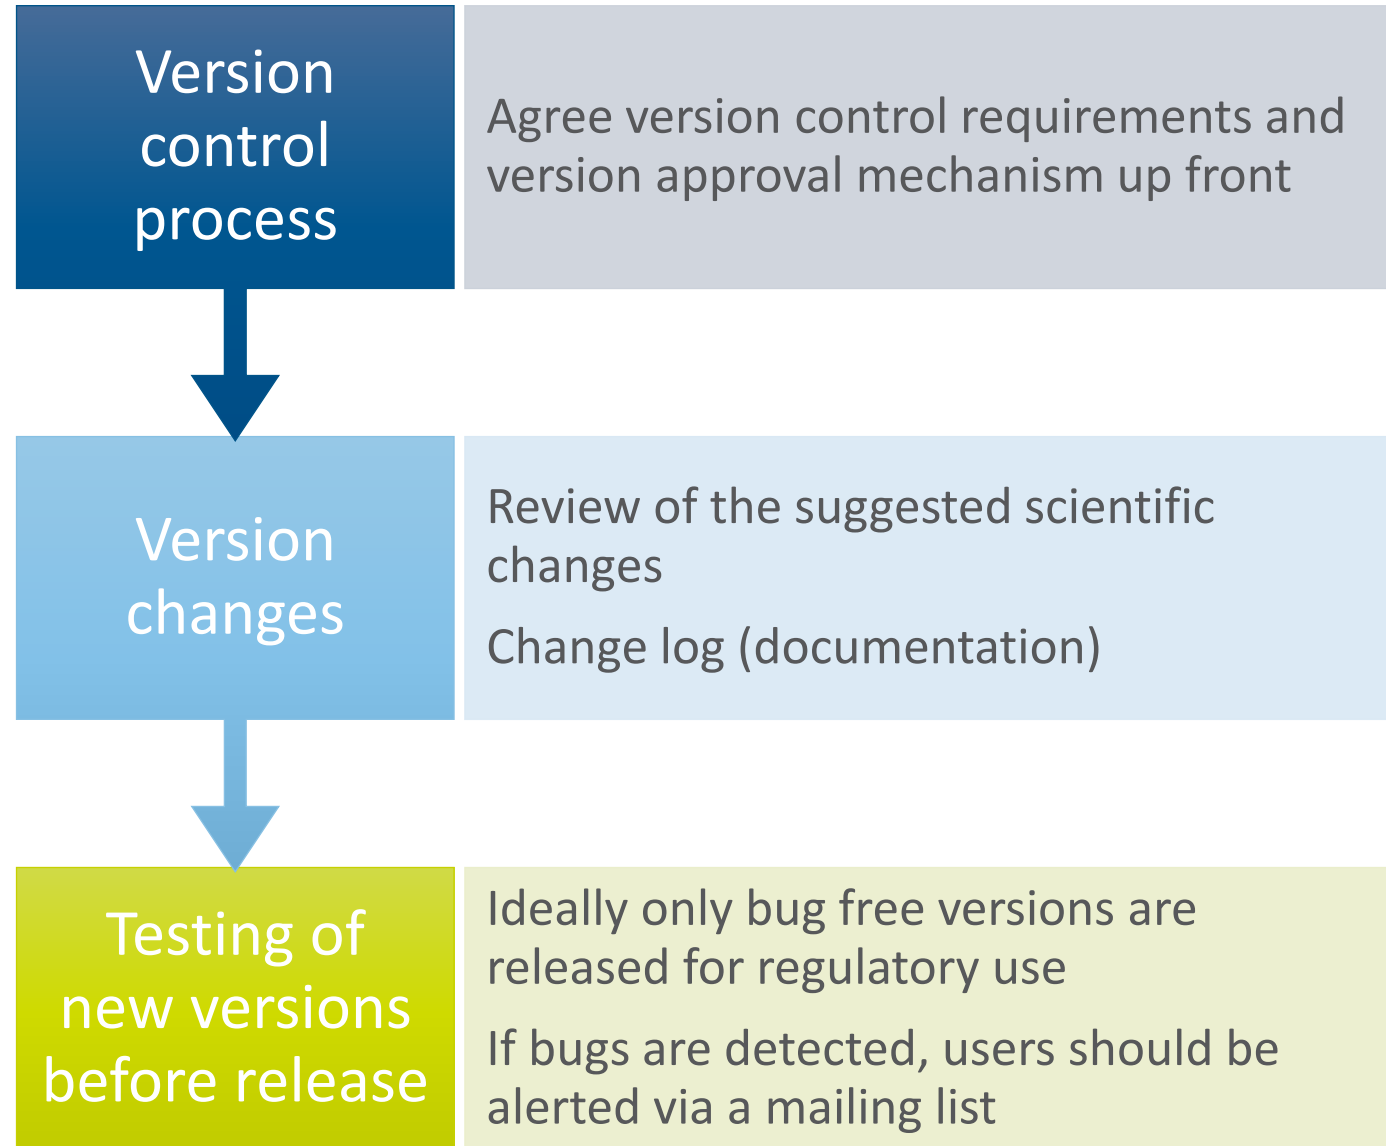 Version
control
process
Agree version control requirements and
version approval mechanism up front
Version
changes
Review of the suggested scientific
changes
Change log (documentation)
Testing of
new versions
before release
Ideally only bug free versions are
released for regulatory use
If bugs are detected, users should be
alerted via a mailing list